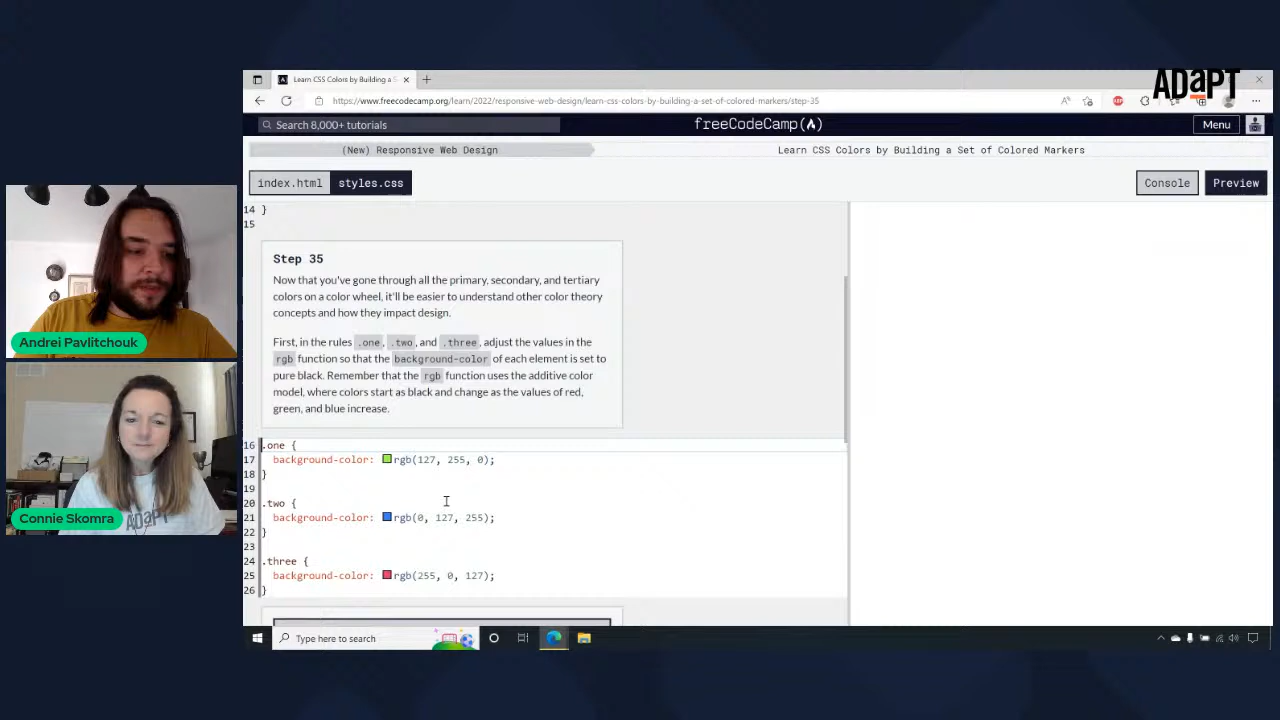 ADaPT
Learn CSS Colors by Building a S
https://www.freecodecamp.org/learn/2022/responsive-web-design/learn-css-colors-by-building-a-set-of-colored-markers/step-35
Search 8,000+ tutorials
freeCodeCamp
Menu
(New) Responsive Web Design
Learn CSS Colors by Building a Set of Colored Markers
index.html
styles.css
Console
Preview
14 }
15
Step 35
Now that you've gone through all the primary, secondary, and tertiary
colors on a color wheel, it'll be easier to understand other color theory
concepts and how they impact design.
First, in the rules .one, .two, and .three, adjust the values in the
rgb function so that the background-color of each element is set to
pure black. Remember that the rgb function uses the additive color
model, where colors start as black and change as the values of red,
green, and blue increase.
16 .one {
17 background-color: rgb(127, 255, 0);
18 }
19
20 .two {
21 background-color: rgb(0, 127, 255);
22 }
23
24 .three {
25 background-color: rgb(255, 0, 127);
26 }
Andrei Pavlitchouk
ADaPT
Connie Skomra
Type here to search